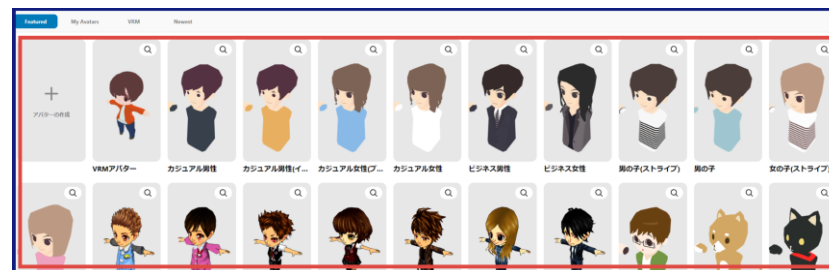 Featured My Avatars VRM Newest
アバターの作成
VRMアバター カジュアル男性 カジュアル男性(イ... カジュアル女性(ブ... カジュアル女性 ビジネス男性 ビジネス女性 男の子(ストライプ) 男の子 女の子(ストライプ)